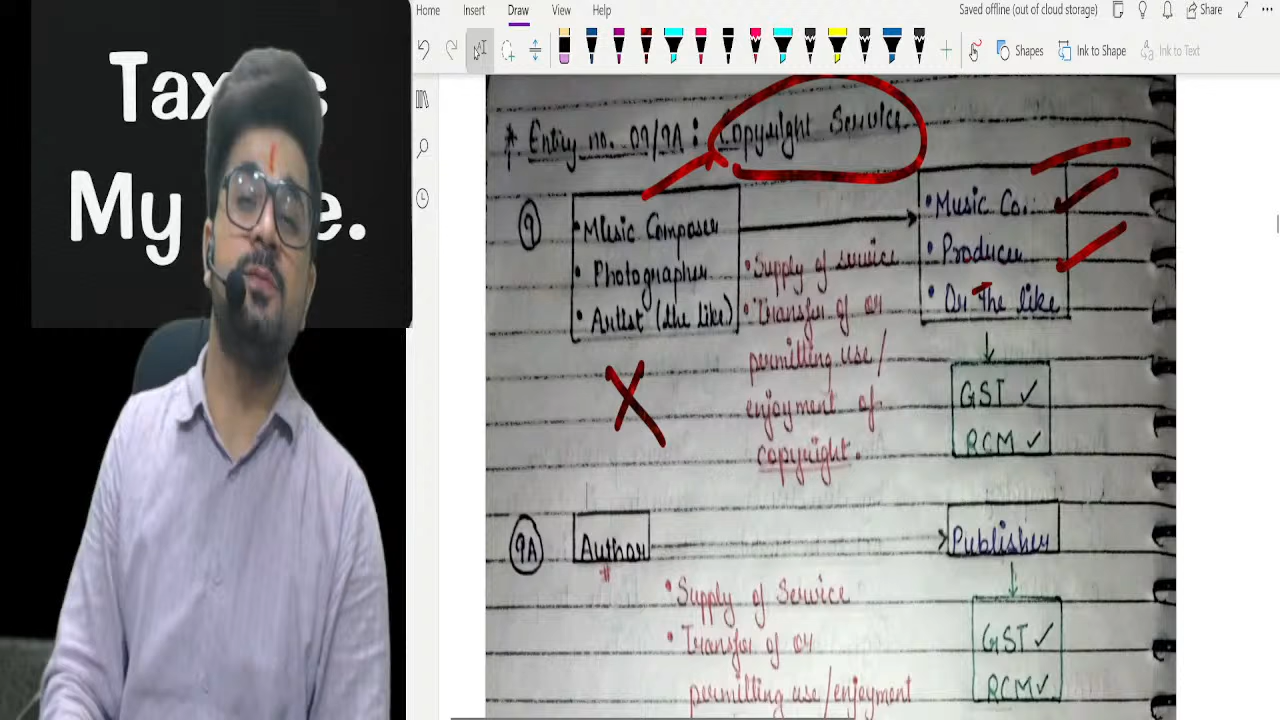 Tax is
My     e.
Home Insert Draw View Help
Saved offline (out of cloud storage)
Share
Shapes
Ink to Shape
Ink to Text
* Entry no. 09/9A: Copyright Service
9
• Music Composer
• Photographer
• Artist (the like)
• Supply of service
• Transfer of or
permitting use/
enjoyment of
copyright.
• Music Co.
• Producer
• Or the like
GST ✓
RCM ✓
9A
Author
#
• Supply of Service
• Transfer of or
permitting use/enjoyment
Publisher
GST ✓
RCM ✓